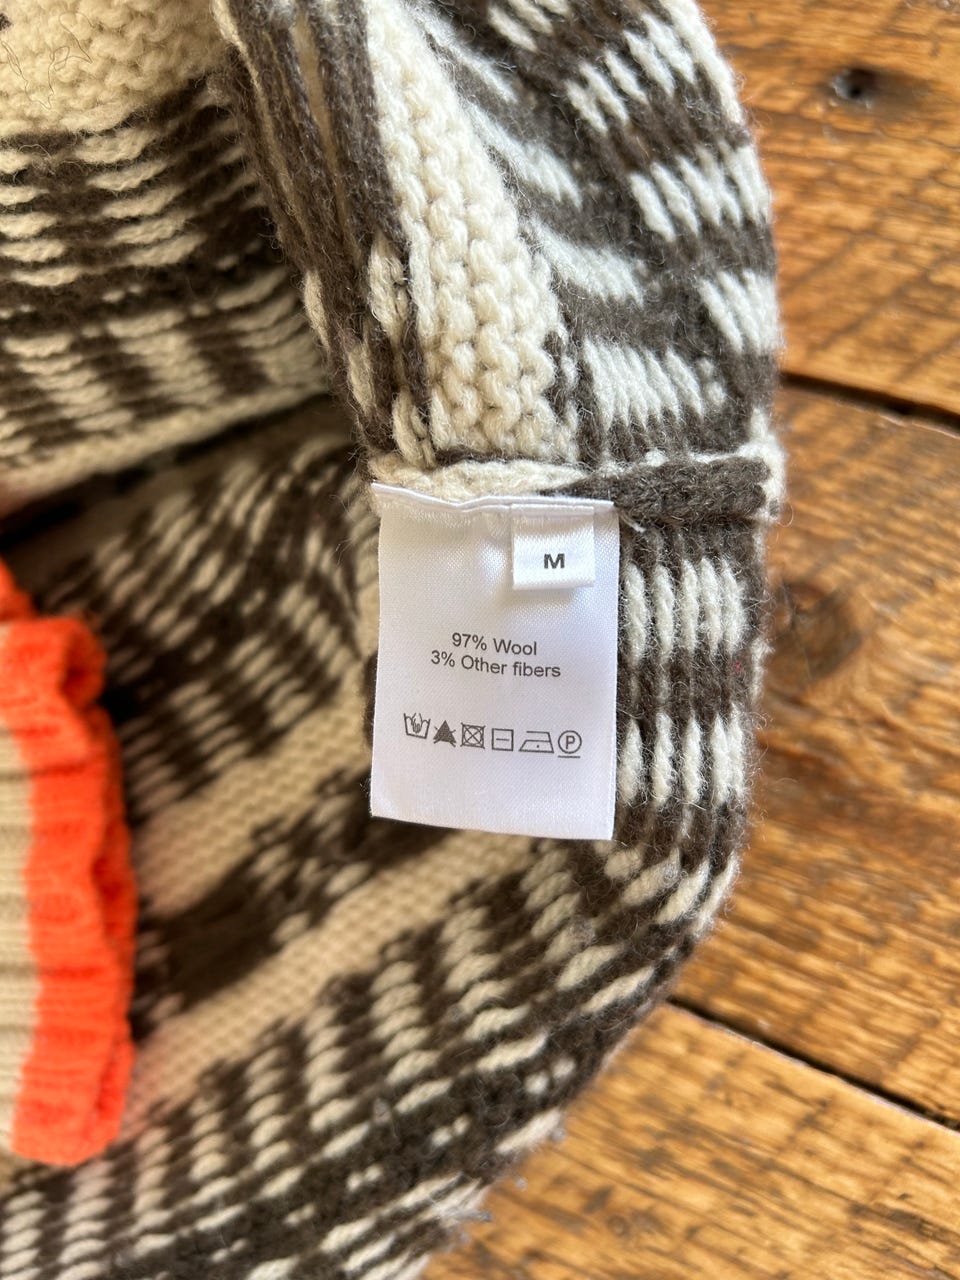 M
97% Wool
3% Other fibers
P